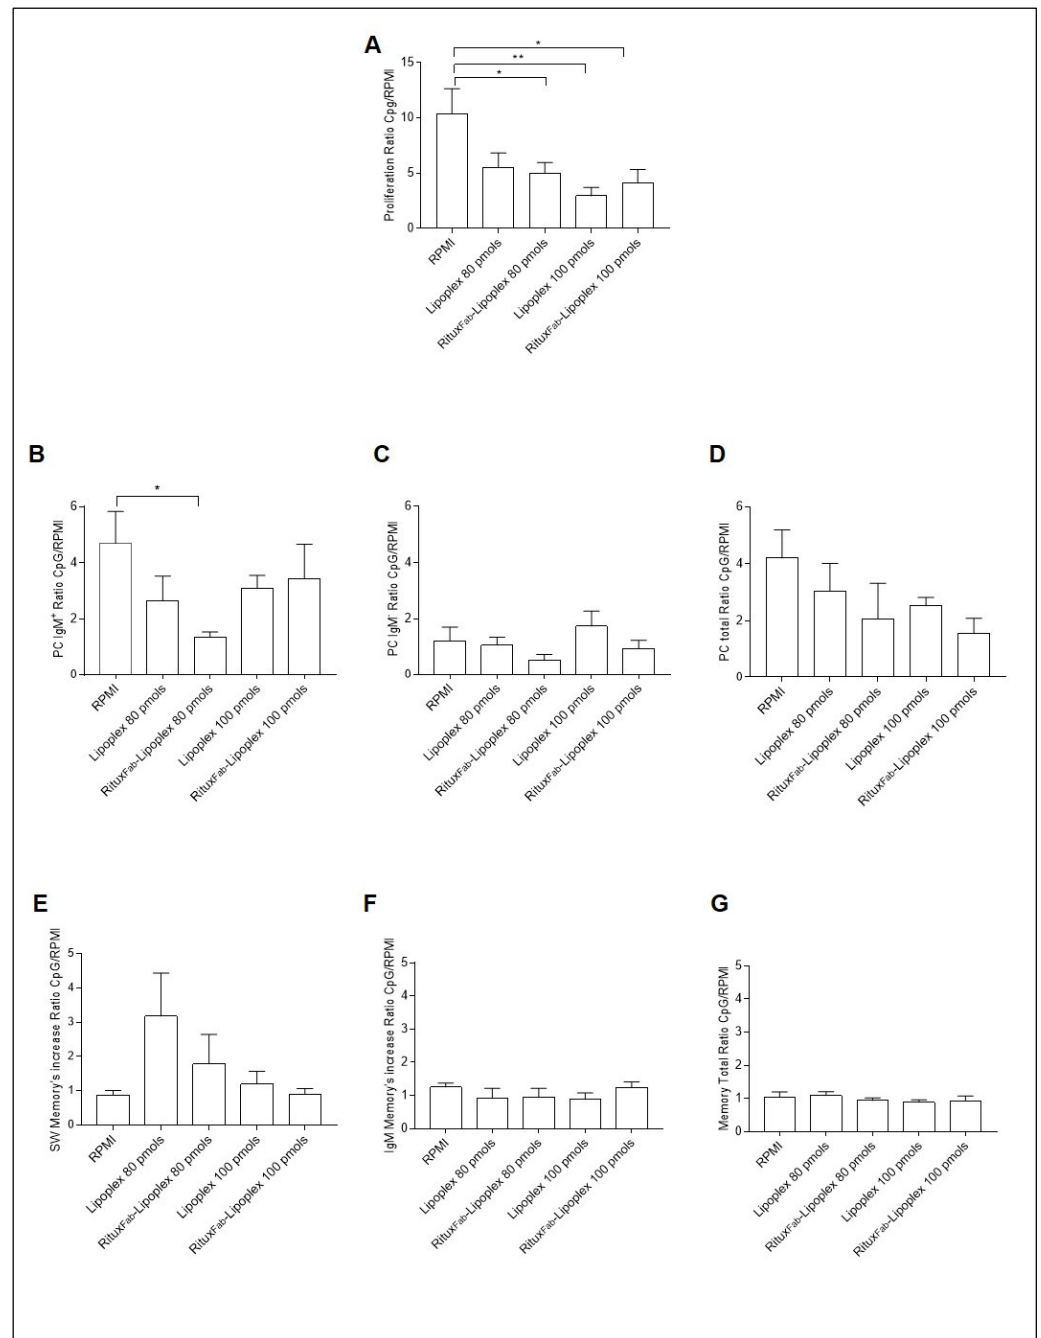 A
Proliferation Ratio Cpg/RPMI
15
10
5
0
*
**
*
RPMI
Lipoplex 80 pmols
RituxFab-Lipoplex 80 pmols
Lipoplex 100 pmols
RituxFab-Lipoplex 100 pmols
B
PC IgM+ Ratio CpG/RPMI
6
4
2
0
*
RPMI
Lipoplex 80 pmols
RituxFab-Lipoplex 80 pmols
Lipoplex 100 pmols
RituxFab-Lipoplex 100 pmols
C
PC IgM- Ratio CpG/RPMI
6
4
2
0
RPMI
Lipoplex 80 pmols
RituxFab-Lipoplex 80 pmols
Lipoplex 100 pmols
RituxFab-Lipoplex 100 pmols
D
PC total Ratio CpG/RPMI
6
4
2
0
RPMI
Lipoplex 80 pmols
RituxFab-Lipoplex 80 pmols
Lipoplex 100 pmols
RituxFab-Lipoplex 100 pmols
E
SW Memory's increase Ratio CpG/RPMI
5
4
3
2
1
0
RPMI
Lipoplex 80 pmols
RituxFab-Lipoplex 80 pmols
Lipoplex 100 pmols
RituxFab-Lipoplex 100 pmols
F
IgM Memory's increase Ratio CpG/RPMI
5
4
3
2
1
0
RPMI
Lipoplex 80 pmols
RituxFab-Lipoplex 80 pmols
Lipoplex 100 pmols
RituxFab-Lipoplex 100 pmols
G
Memory Total Ratio CpG/RPMI
5
4
3
2
1
0
RPMI
Lipoplex 80 pmols
RituxFab-Lipoplex 80 pmols
Lipoplex 100 pmols
RituxFab-Lipoplex 100 pmols